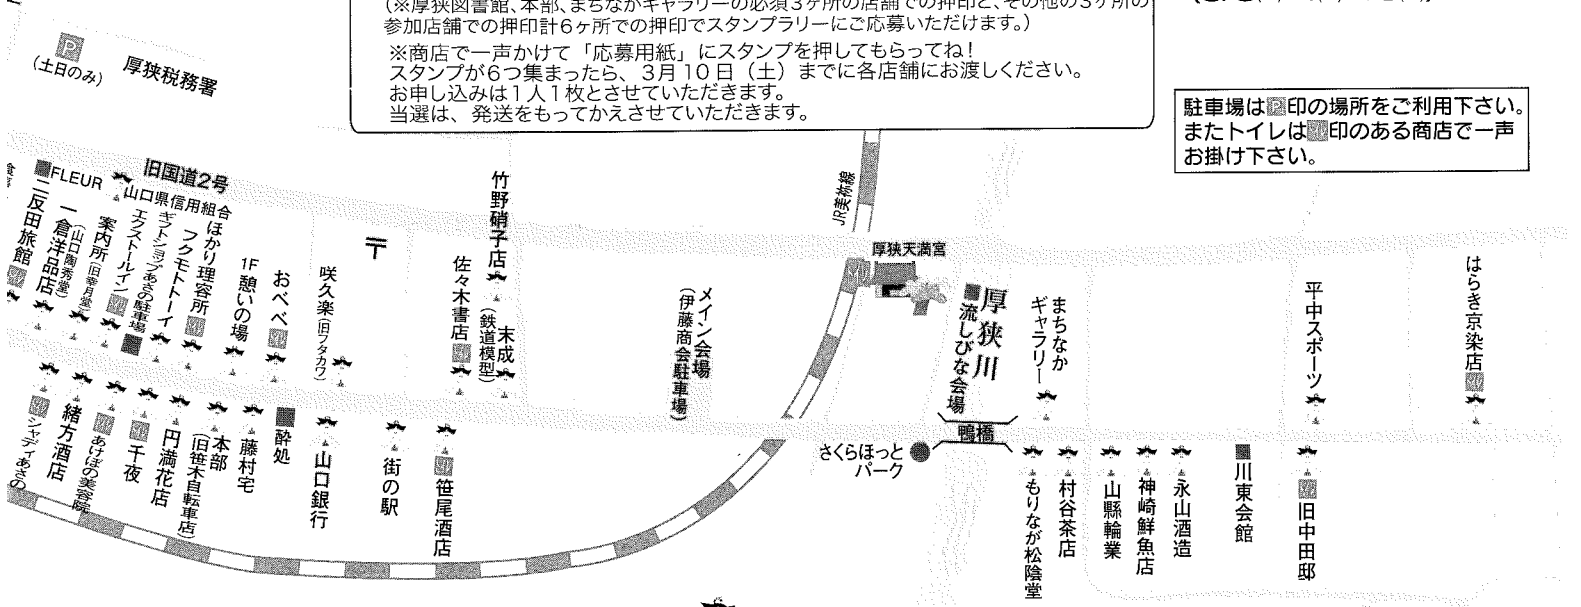 (※厚狭図書館、本部、まちなかギャラリーの必須3ヶ所の店舗での押印と、その他の3ヶ所の
参加店舗での押印計6ヶ所での押印でスタンプラリーにご応募いただけます。)
※商店で一声かけて「応募用紙」にスタンプを押してもらってね!
スタンプが6つ集まったら、3月10日(土)までに各店舗にお渡しください。
お申し込みは1人1枚とさせていただきます。
当選は、発送をもってかえさせていただきます。
駐車場はP印の場所をご利用下さい。
またトイレは印のある商店で一声
お掛け下さい。
P
(土日のみ)
厚狭税務署
旧国道2号
FLEUR
二反田旅館
一倉洋品店
(山口陶秀堂)
案内所(旧幸月堂)
山口県信用組合
エクストールイン
ギフトショップあさの駐車場
フクモトトーイ
ほかり理容所
1F憩いの場
おべべ
咲久楽(旧フタカワ)
〒
佐々木書店
竹野硝子店
末成
(鉄道模型)
メイン会場
(伊藤商会駐車場)
JR美祢線
厚狭天満宮
厚狭川
流しびな会場
まちなか
ギャラリー
平中スポーツ
はらき京染店
シャディあさの
緒方酒店
あけぼの美容院
千夜
円満花店
本部
(旧笹木自転車店)
藤村宅
酔処
山口銀行
街の駅
笹尾酒店
さくらほっと
パーク
鴨橋
もりなが松陰堂
村谷茶店
山縣輪業
神崎鮮魚店
永山酒造
川東会館
旧中田邸